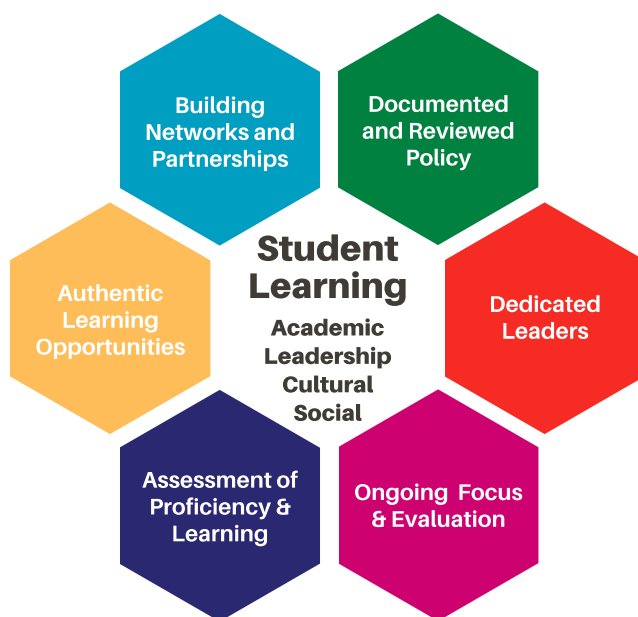 Building
Networks and
Partnerships
Documented
and Reviewed
Policy
Authentic
Learning
Opportunities
Student
Learning
Academic
Leadership
Cultural
Social
Dedicated
Leaders
Assessment of
Proficiency &
Learning
Ongoing Focus
& Evaluation